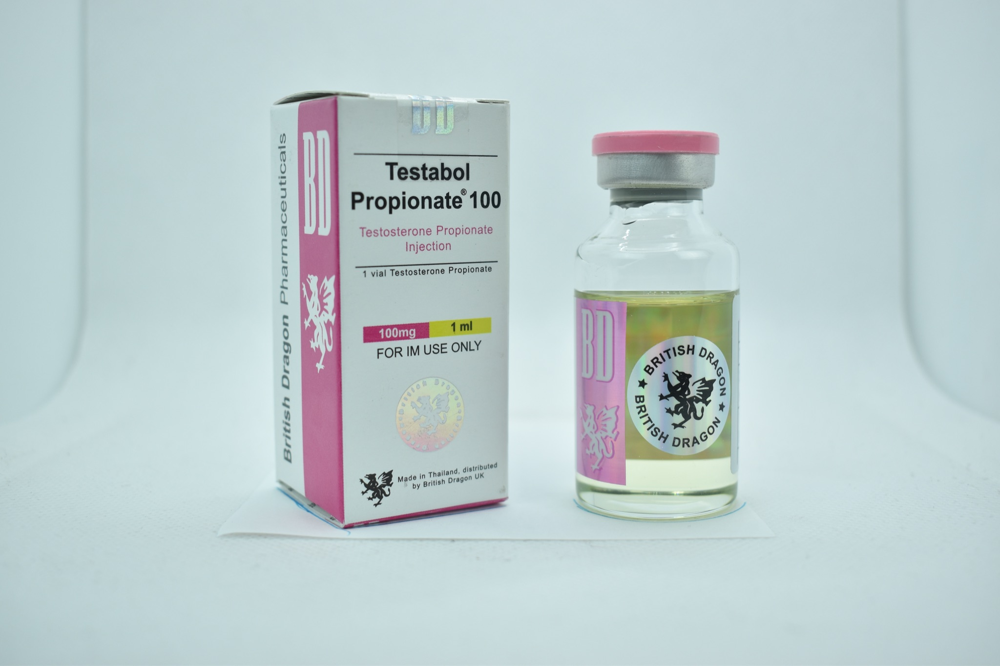 British Dragon Pharmaceuticals
BD
Testabol
Propionate® 100
Testosterone Propionate
Injection
1 vial Testosterone Propionate
100mg 1 ml
FOR IM USE ONLY
British Dragon
Made in Thailand, distributed
by British Dragon UK
BD
BRITISH DRAGON
BRITISH DRAGON